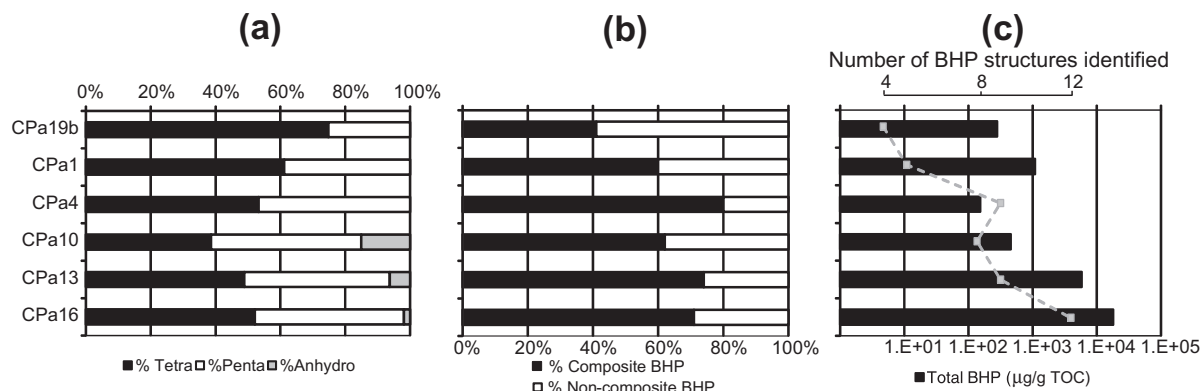 (a) (b) (c)
Number of BHP structures identified
0% 20% 40% 60% 80% 100%
4 8 12
CPa19b
CPa1
CPa4
CPa10
CPa13
CPa16
0% 20% 40% 60% 80% 100%
1.E+01 1.E+02 1.E+03 1.E+04 1.E+05
% Tetra %Penta %Anhydro
% Composite BHP
% Non-composite BHP
Total BHP (µg/g TOC)